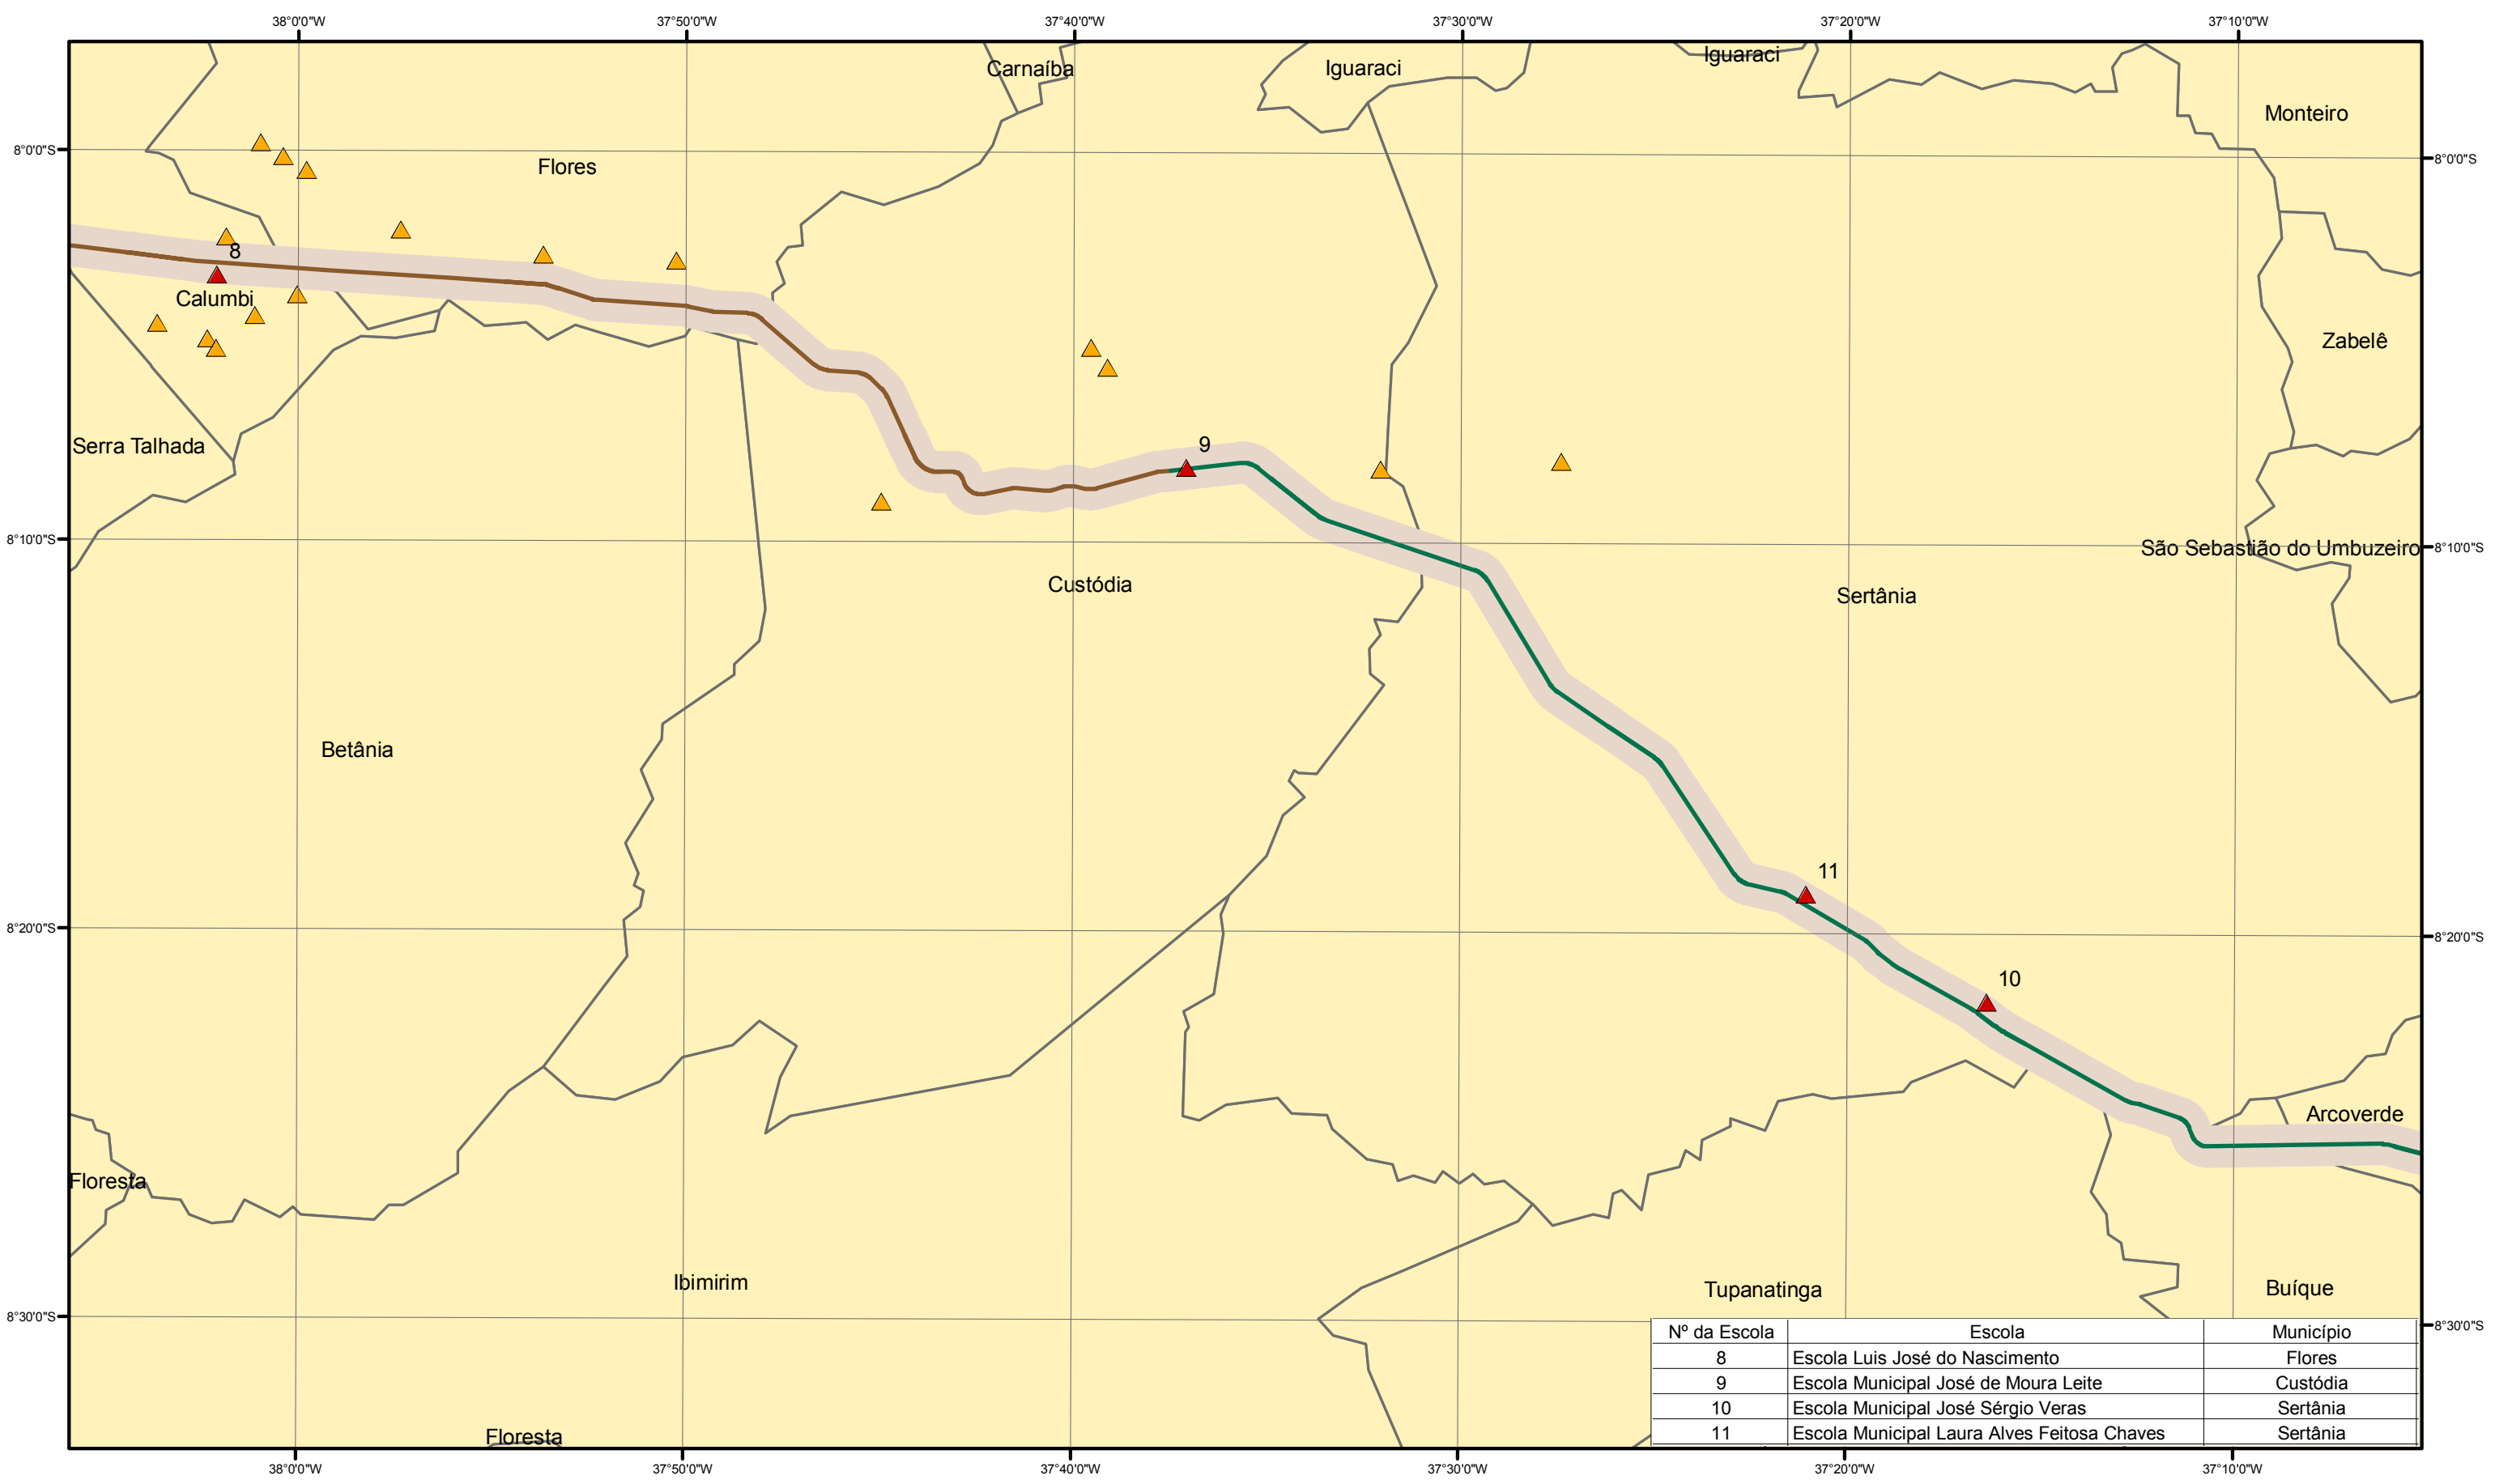 38°0'0"W 37°50'0"W 37°40'0"W 37°30'0"W 37°20'0"W 37°10'0"W
Iguaraci
Carnaíba
Iguaraci
Monteiro
8°0'0"S
8°0'0"S
Flores
8
Calumbi
Zabelê
Serra Talhada
9
8°10'0"S
São Sebastião do Umbuzeiro
8°10'0"S
Custódia
Sertânia
Betânia
11
8°20'0"S
8°20'0"S
10
Arcoverde
Floresta
Ibimirim
Tupanatinga
Buíque
8°30'0"S
8°30'0"S
Nº da Escola Escola Município
8 Escola Luis José do Nascimento Flores
9 Escola Municipal José de Moura Leite Custódia
10 Escola Municipal José Sérgio Veras Sertânia
11 Escola Municipal Laura Alves Feitosa Chaves Sertânia
Floresta
38°0'0"W 37°50'0"W 37°40'0"W 37°30'0"W 37°20'0"W 37°10'0"W